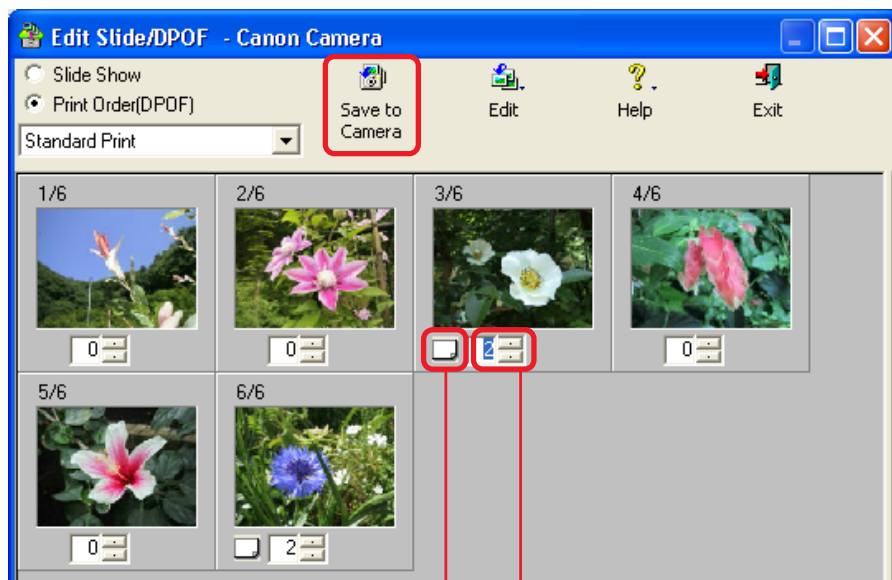 Edit Slide/DPOF - Canon Camera
Slide Show
Print Order(DPOF)
Standard Print
Save to
Camera
Edit
Help
Exit
1/6
2/6
3/6
4/6
0
0
2
0
5/6
6/6
0
2